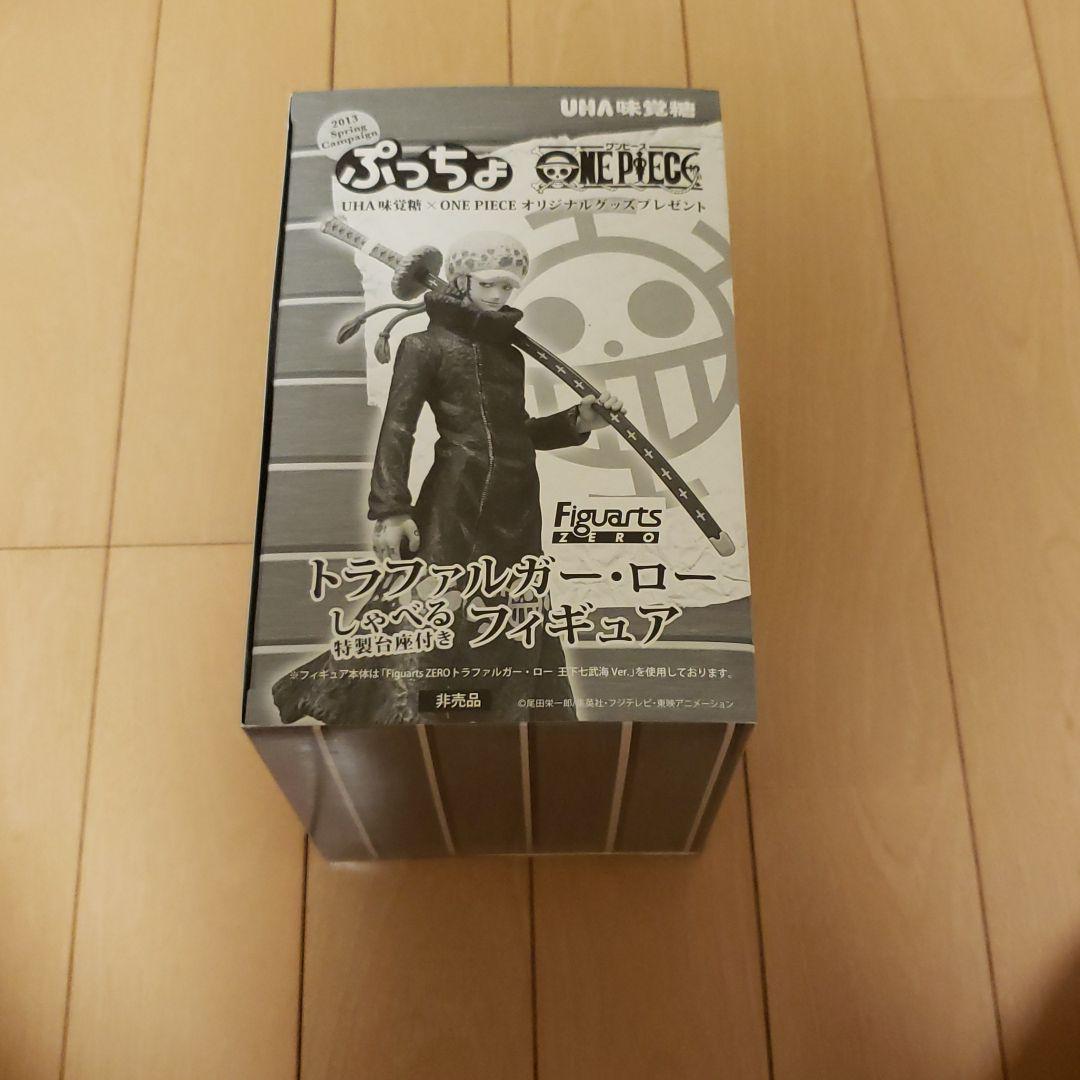 UHA味覚糖
2013
Spring
Campaign
ぷっちょ
ワンピース
ONE PIECE
UHA味覚糖×ONE PIECE オリジナルグッズプレゼント
Figuarts
ZERO
トラファルガー・ロー
しゃべる
特製台座付き
フィギュア
※フィギュア本体は「Figuarts ZEROトラファルガー・ロー 王下七武海 Ver.」を使用しております。
非売品
©尾田栄一郎/集英社・フジテレビ・東映アニメーション